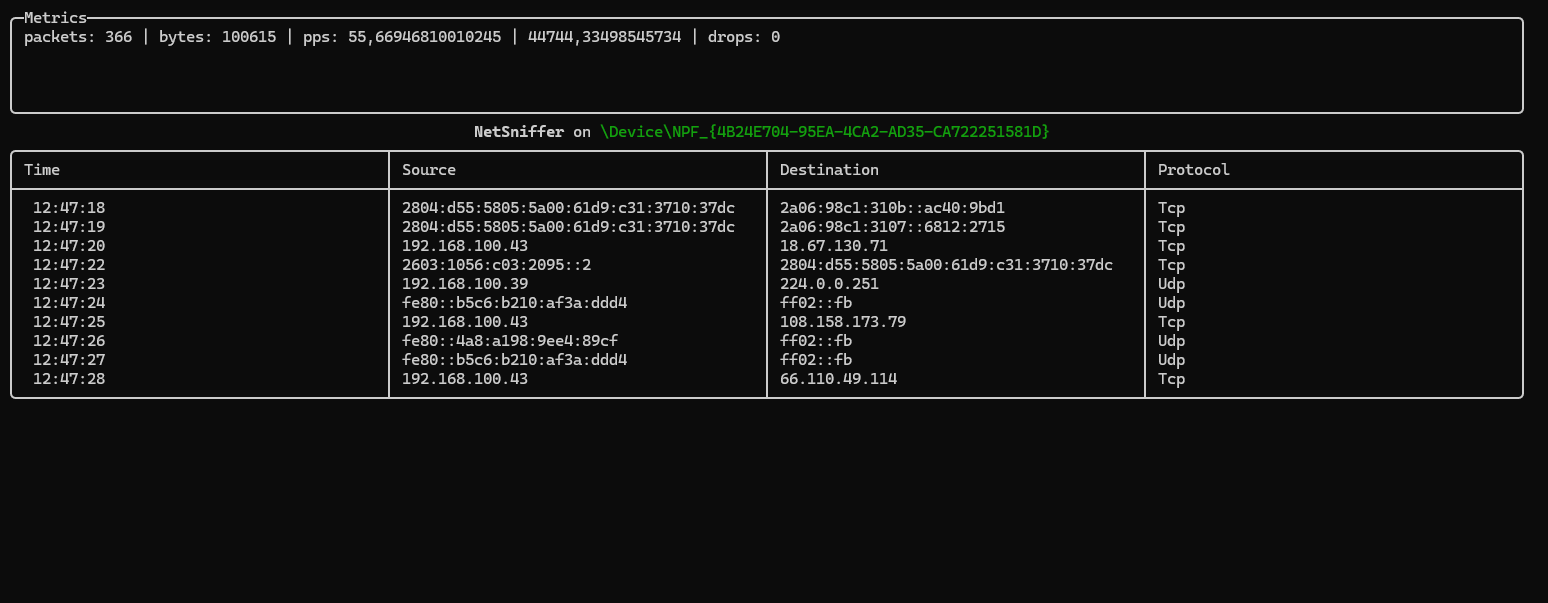 Metrics
packets: 366 | bytes: 100615 | pps: 55,66946810010245 | 44744,33498545734 | drops: 0
NetSniffer on \Device\NPF_{4B24E704-95EA-4CA2-AD35-CA722251581D}
Time Source Destination Protocol
12:47:18 2804:d55:5805:5a00:61d9:c31:3710:37dc 2a06:98c1:310b::ac40:9bd1 Tcp
12:47:19 2804:d55:5805:5a00:61d9:c31:3710:37dc 2a06:98c1:3107::6812:2715 Tcp
12:47:20 192.168.100.43 18.67.130.71 Tcp
12:47:22 2603:1056:c03:2095::2 2804:d55:5805:5a00:61d9:c31:3710:37dc Tcp
12:47:23 192.168.100.39 224.0.0.251 Udp
12:47:24 fe80::b5c6:b210:af3a:ddd4 ff02::fb Udp
12:47:25 192.168.100.43 108.158.173.79 Tcp
12:47:26 fe80::4a8:a198:9ee4:89cf ff02::fb Udp
12:47:27 fe80::b5c6:b210:af3a:ddd4 ff02::fb Udp
12:47:28 192.168.100.43 66.110.49.114 Tcp